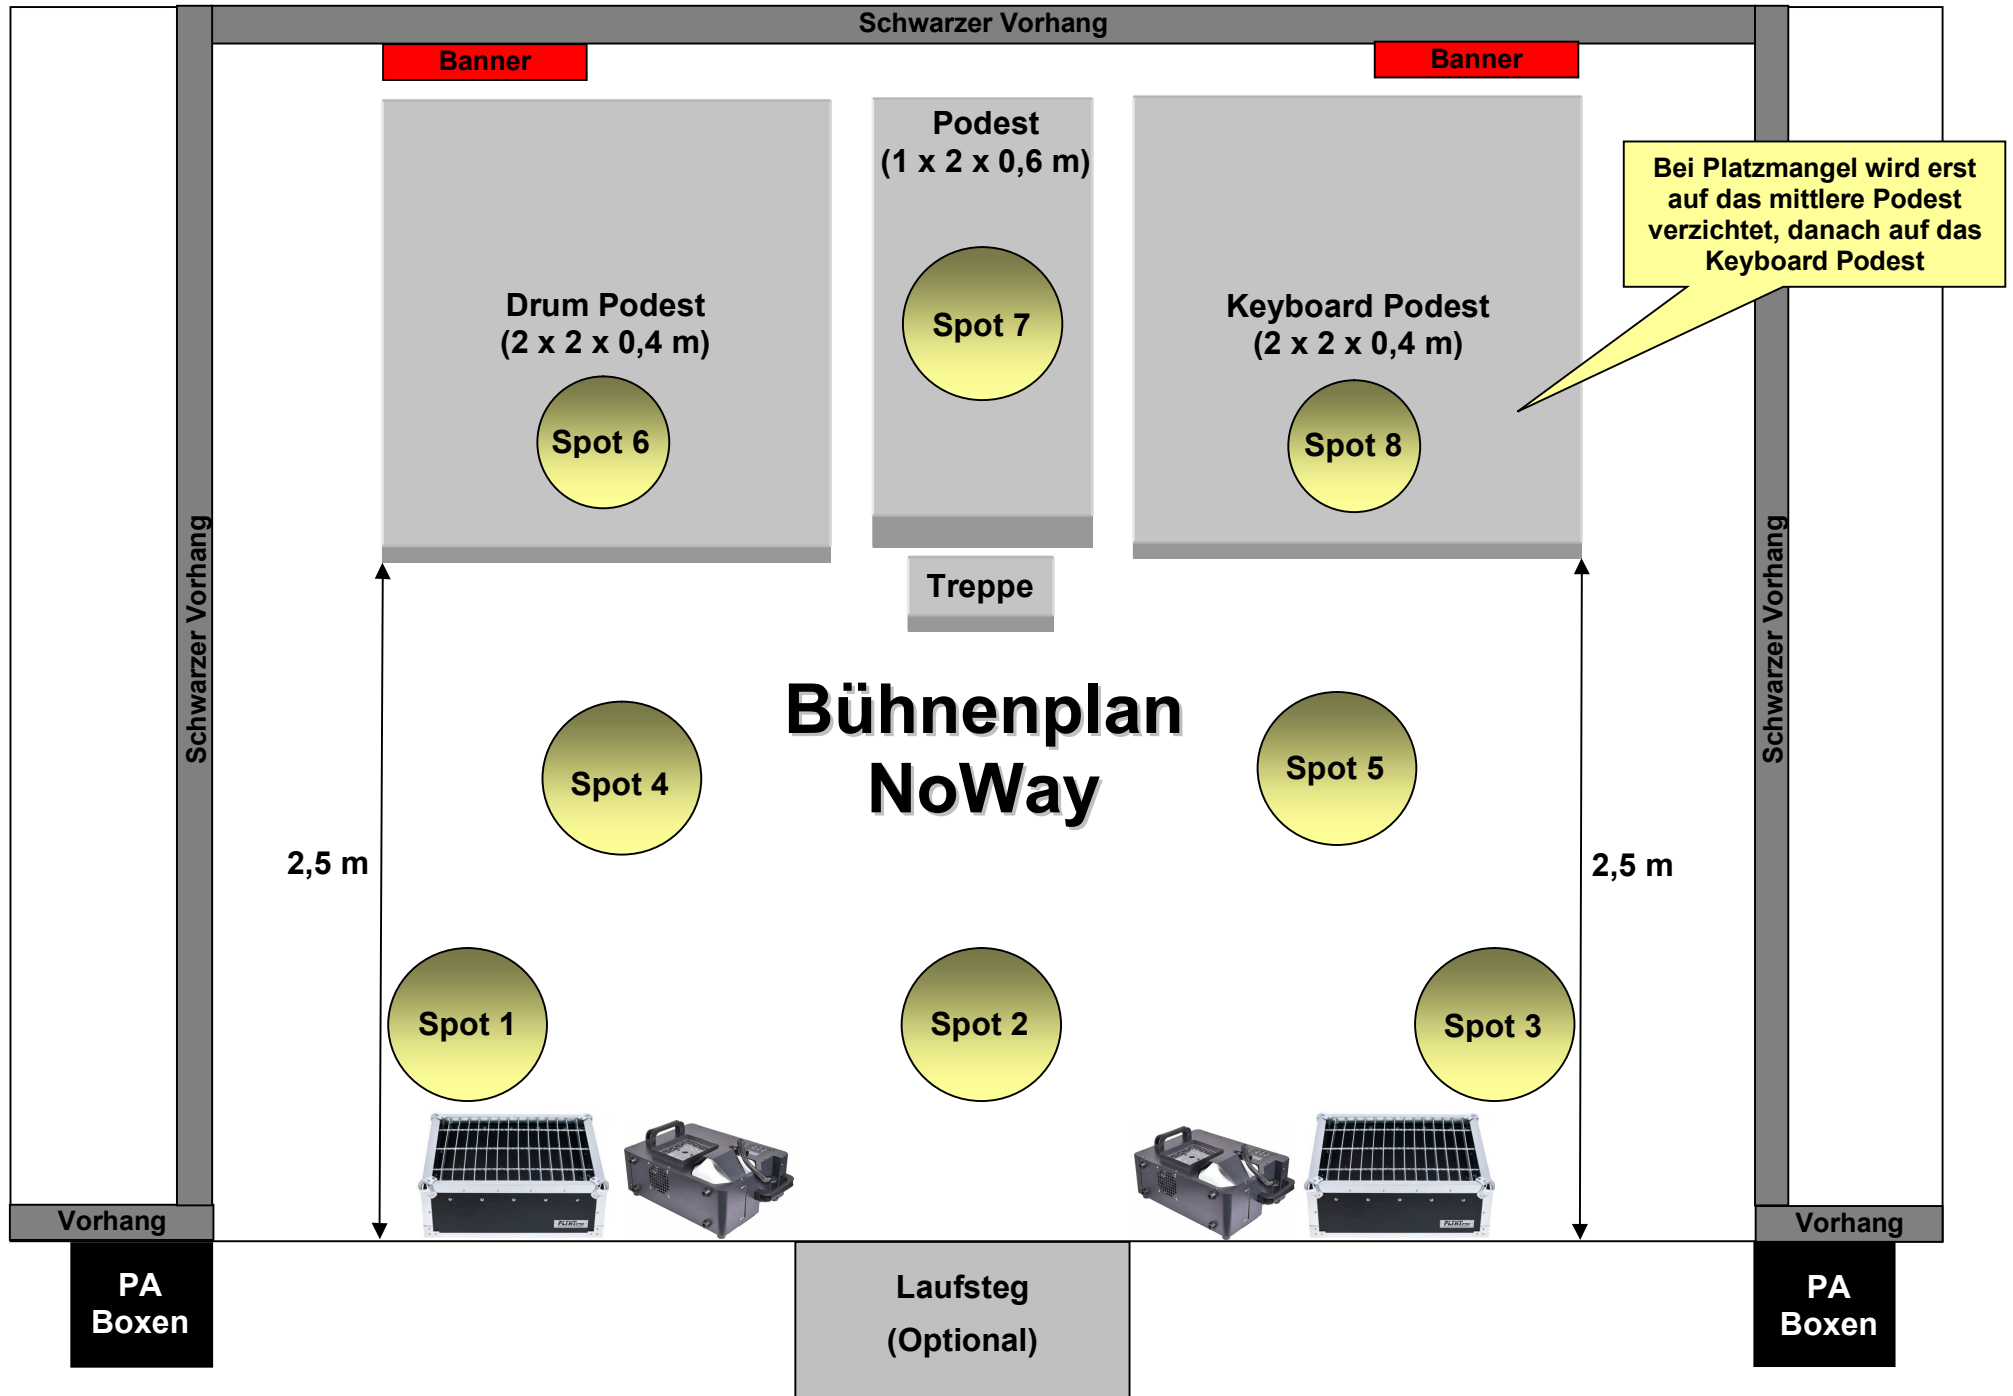 Schwarzer Vorhang
Banner
Banner
Podest
(1 x 2 x 0,6 m)
Bei Platzmangel wird erst
auf das mittlere Podest
verzichtet, danach auf das
Keyboard Podest
Drum Podest
(2 x 2 x 0,4 m)
Spot 7
Keyboard Podest
(2 x 2 x 0,4 m)
Spot 6
Spot 8
Schwarzer Vorhang
Schwarzer Vorhang
Treppe
Bühnenplan
NoWay
Spot 4
Spot 5
2,5 m
2,5 m
Spot 1
Spot 2
Spot 3
Vorhang
Vorhang
PA
Boxen
Laufsteg
(Optional)
PA
Boxen